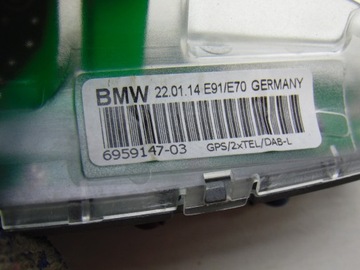 BMW 22.01.14 E91/E70 GERMANY
6959147-03 GPS/2xTEL/DAB-L